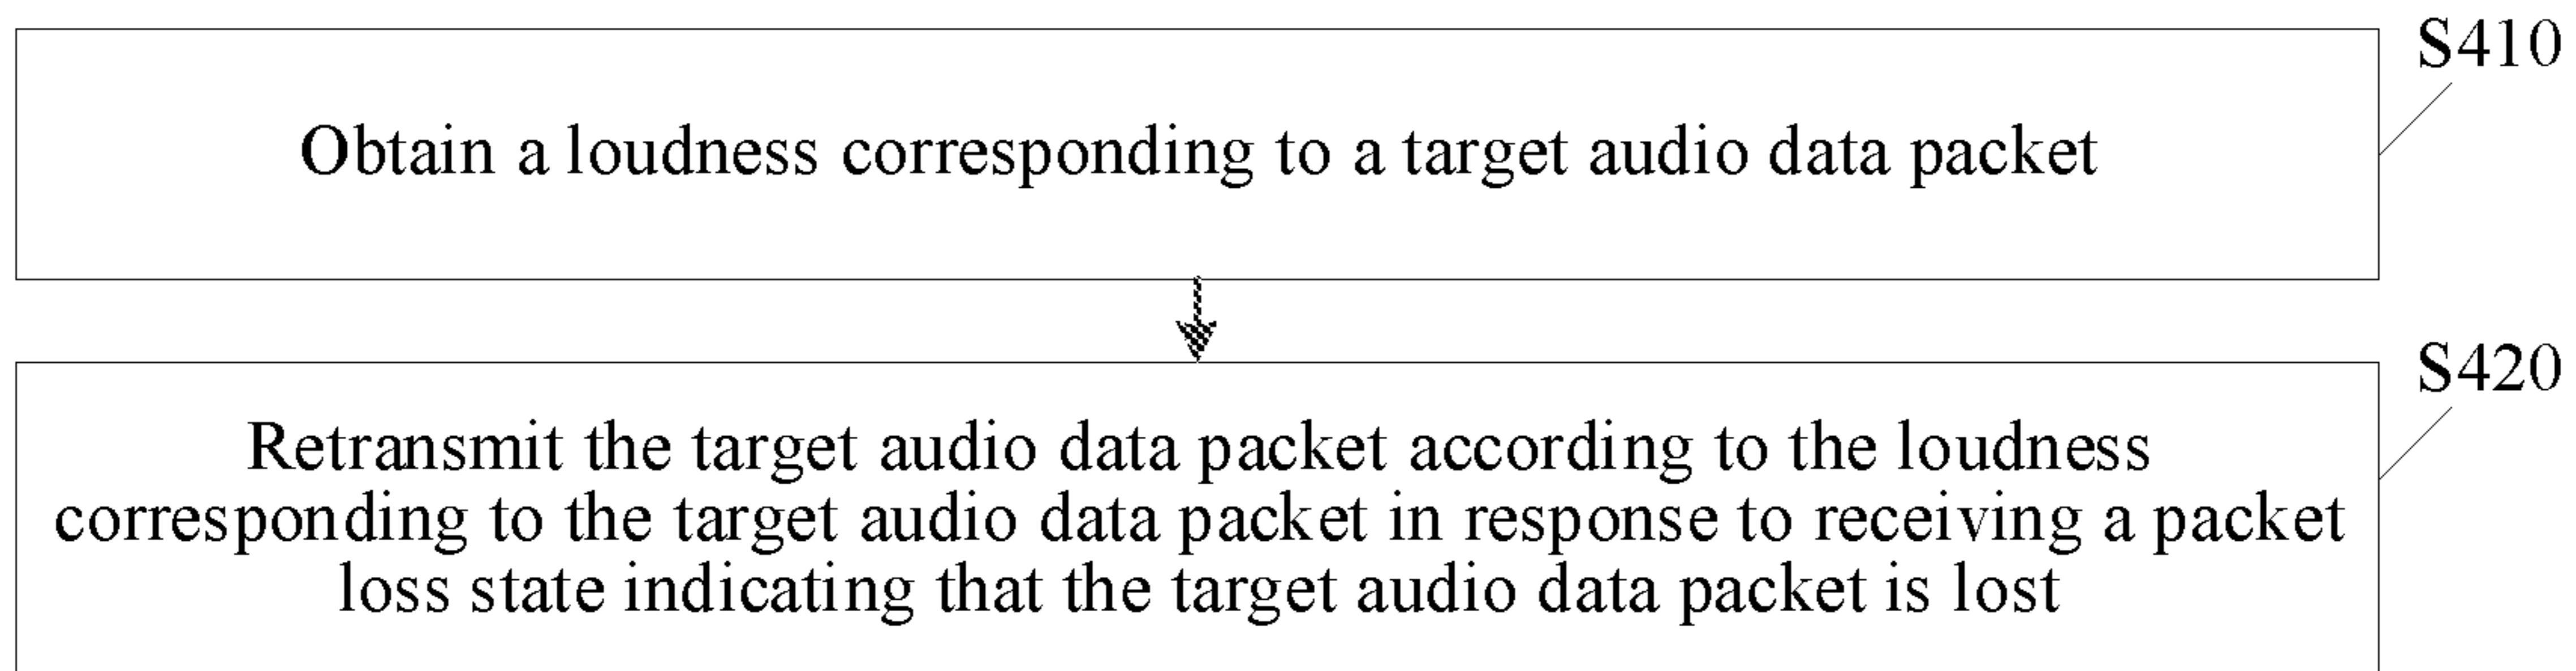 S410
Obtain a loudness corresponding to a target audio data packet
S420
Retransmit the target audio data packet according to the loudness
corresponding to the target audio data packet in response to receiving a packet
loss state indicating that the target audio data packet is lost